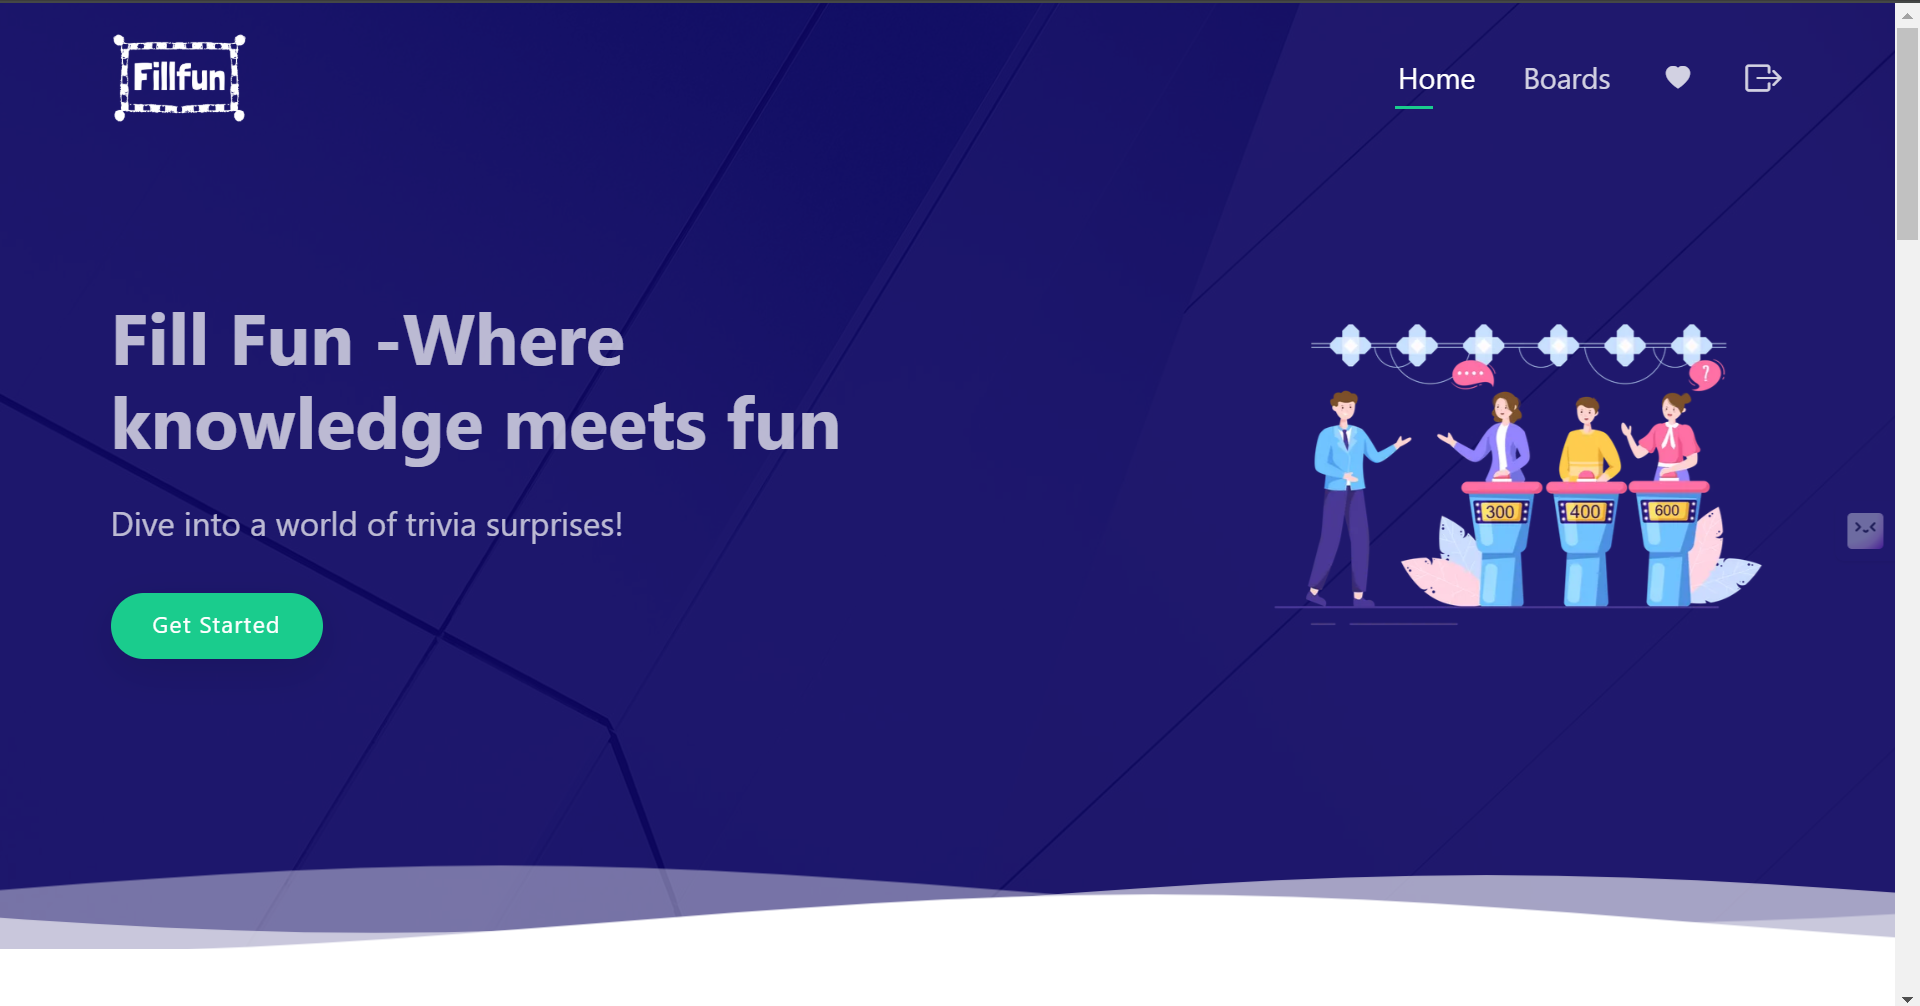 Fillfun
Home
Boards
Fill Fun -Where
knowledge meets fun
Dive into a world of trivia surprises!
Get Started
?
300
400
600